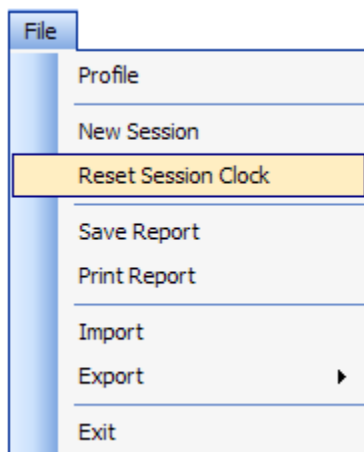 File
Profile
New Session
Reset Session Clock
Save Report
Print Report
Import
Export
Exit